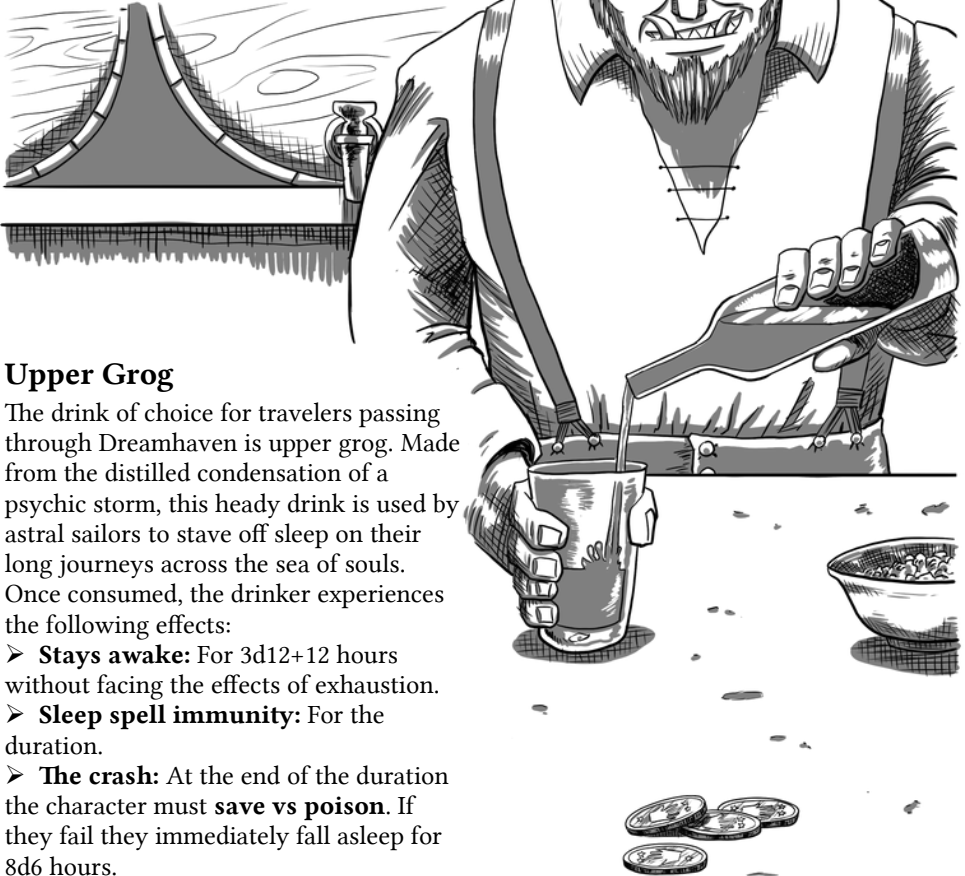 Upper Grog
The drink of choice for travelers passing
through Dreamhaven is upper grog. Made
from the distilled condensation of a
psychic storm, this heady drink is used by
astral sailors to stave off sleep on their
long journeys across the sea of souls.
Once consumed, the drinker experiences
the following effects:
➢ Stays awake: For 3d12+12 hours
without facing the effects of exhaustion.
➢ Sleep spell immunity: For the
duration.
➢ The crash: At the end of the duration
the character must save vs poison. If
they fail they immediately fall asleep for
8d6 hours.